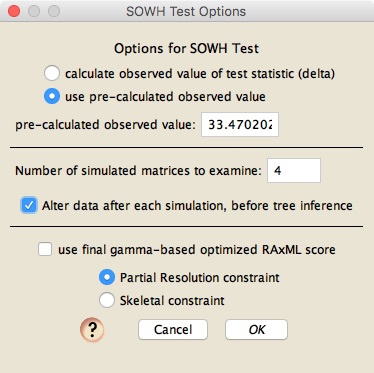 SOWH Test Options
Options for SOWH Test
calculate observed value of test statistic (delta)
use pre-calculated observed value
pre-calculated observed value: 33.470202
Number of simulated matrices to examine: 4
Alter data after each simulation, before tree inference
use final gamma-based optimized RAxML score
Partial Resolution constraint
Skeletal constraint
? Cancel OK